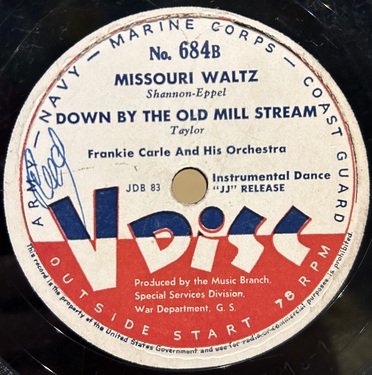 ARMY – NAVY – MARINE CORPS – COAST GUARD
No. 684B
MISSOURI WALTZ
Shannon-Eppel
DOWN BY THE OLD MILL STREAM
Taylor
Frankie Carle And His Orchestra
JDB 83
Instrumental Dance
"JJ" RELEASE
V DISC
Produced by the Music Branch,
Special Services Division,
War Department, G. S.
OUTSIDE START 78 RPM
This record is the property of the United States Government and use for radio or commercial purposes is prohibited.